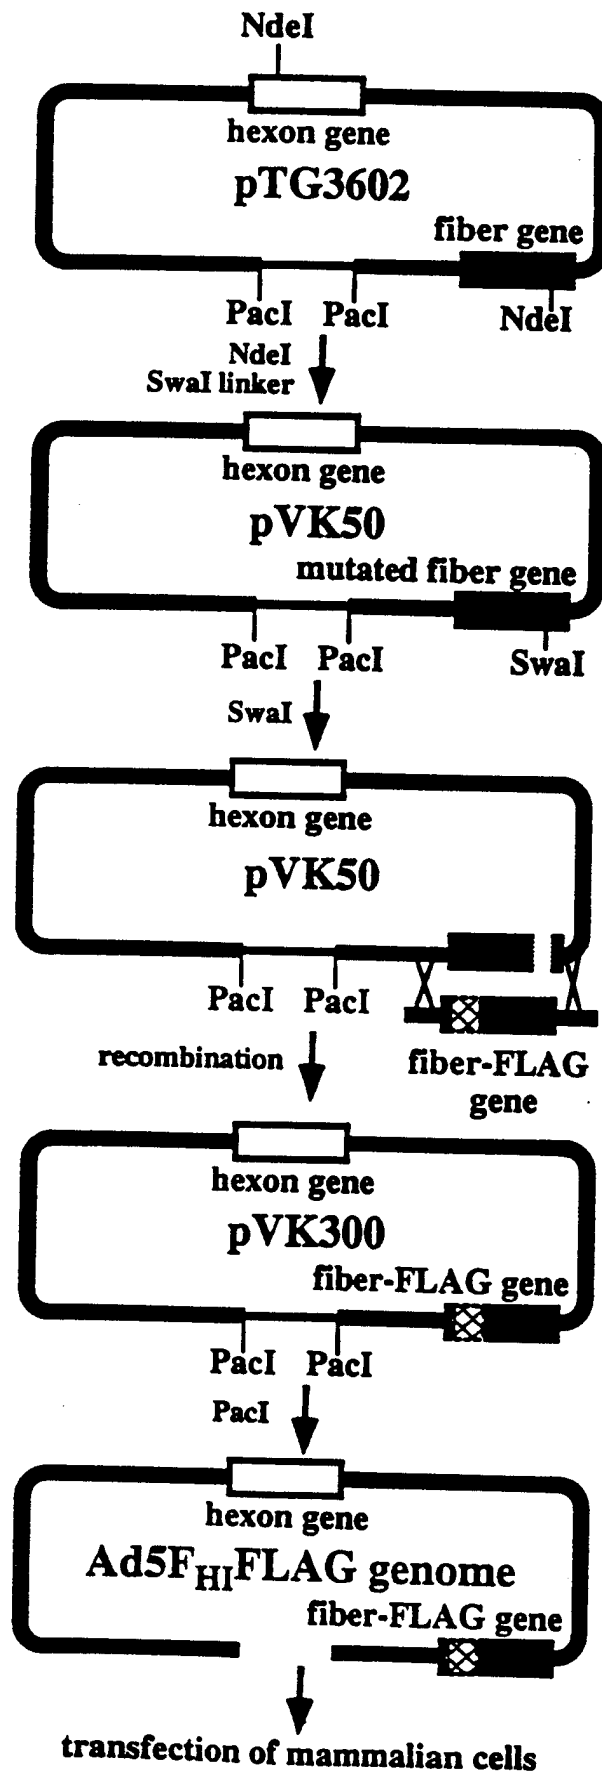 NdeI
hexon gene
pTG3602
fiber gene
PacI PacI
NdeI
NdeI
SwaI linker
hexon gene
pVK50
mutated fiber gene
PacI PacI
SwaI
SwaI
hexon gene
pVK50
PacI PacI
recombination
fiber-FLAG
gene
hexon gene
pVK300
fiber-FLAG gene
PacI PacI
PacI
hexon gene
Ad5FHIFLAG genome
fiber-FLAG gene
transfection of mammalian cells